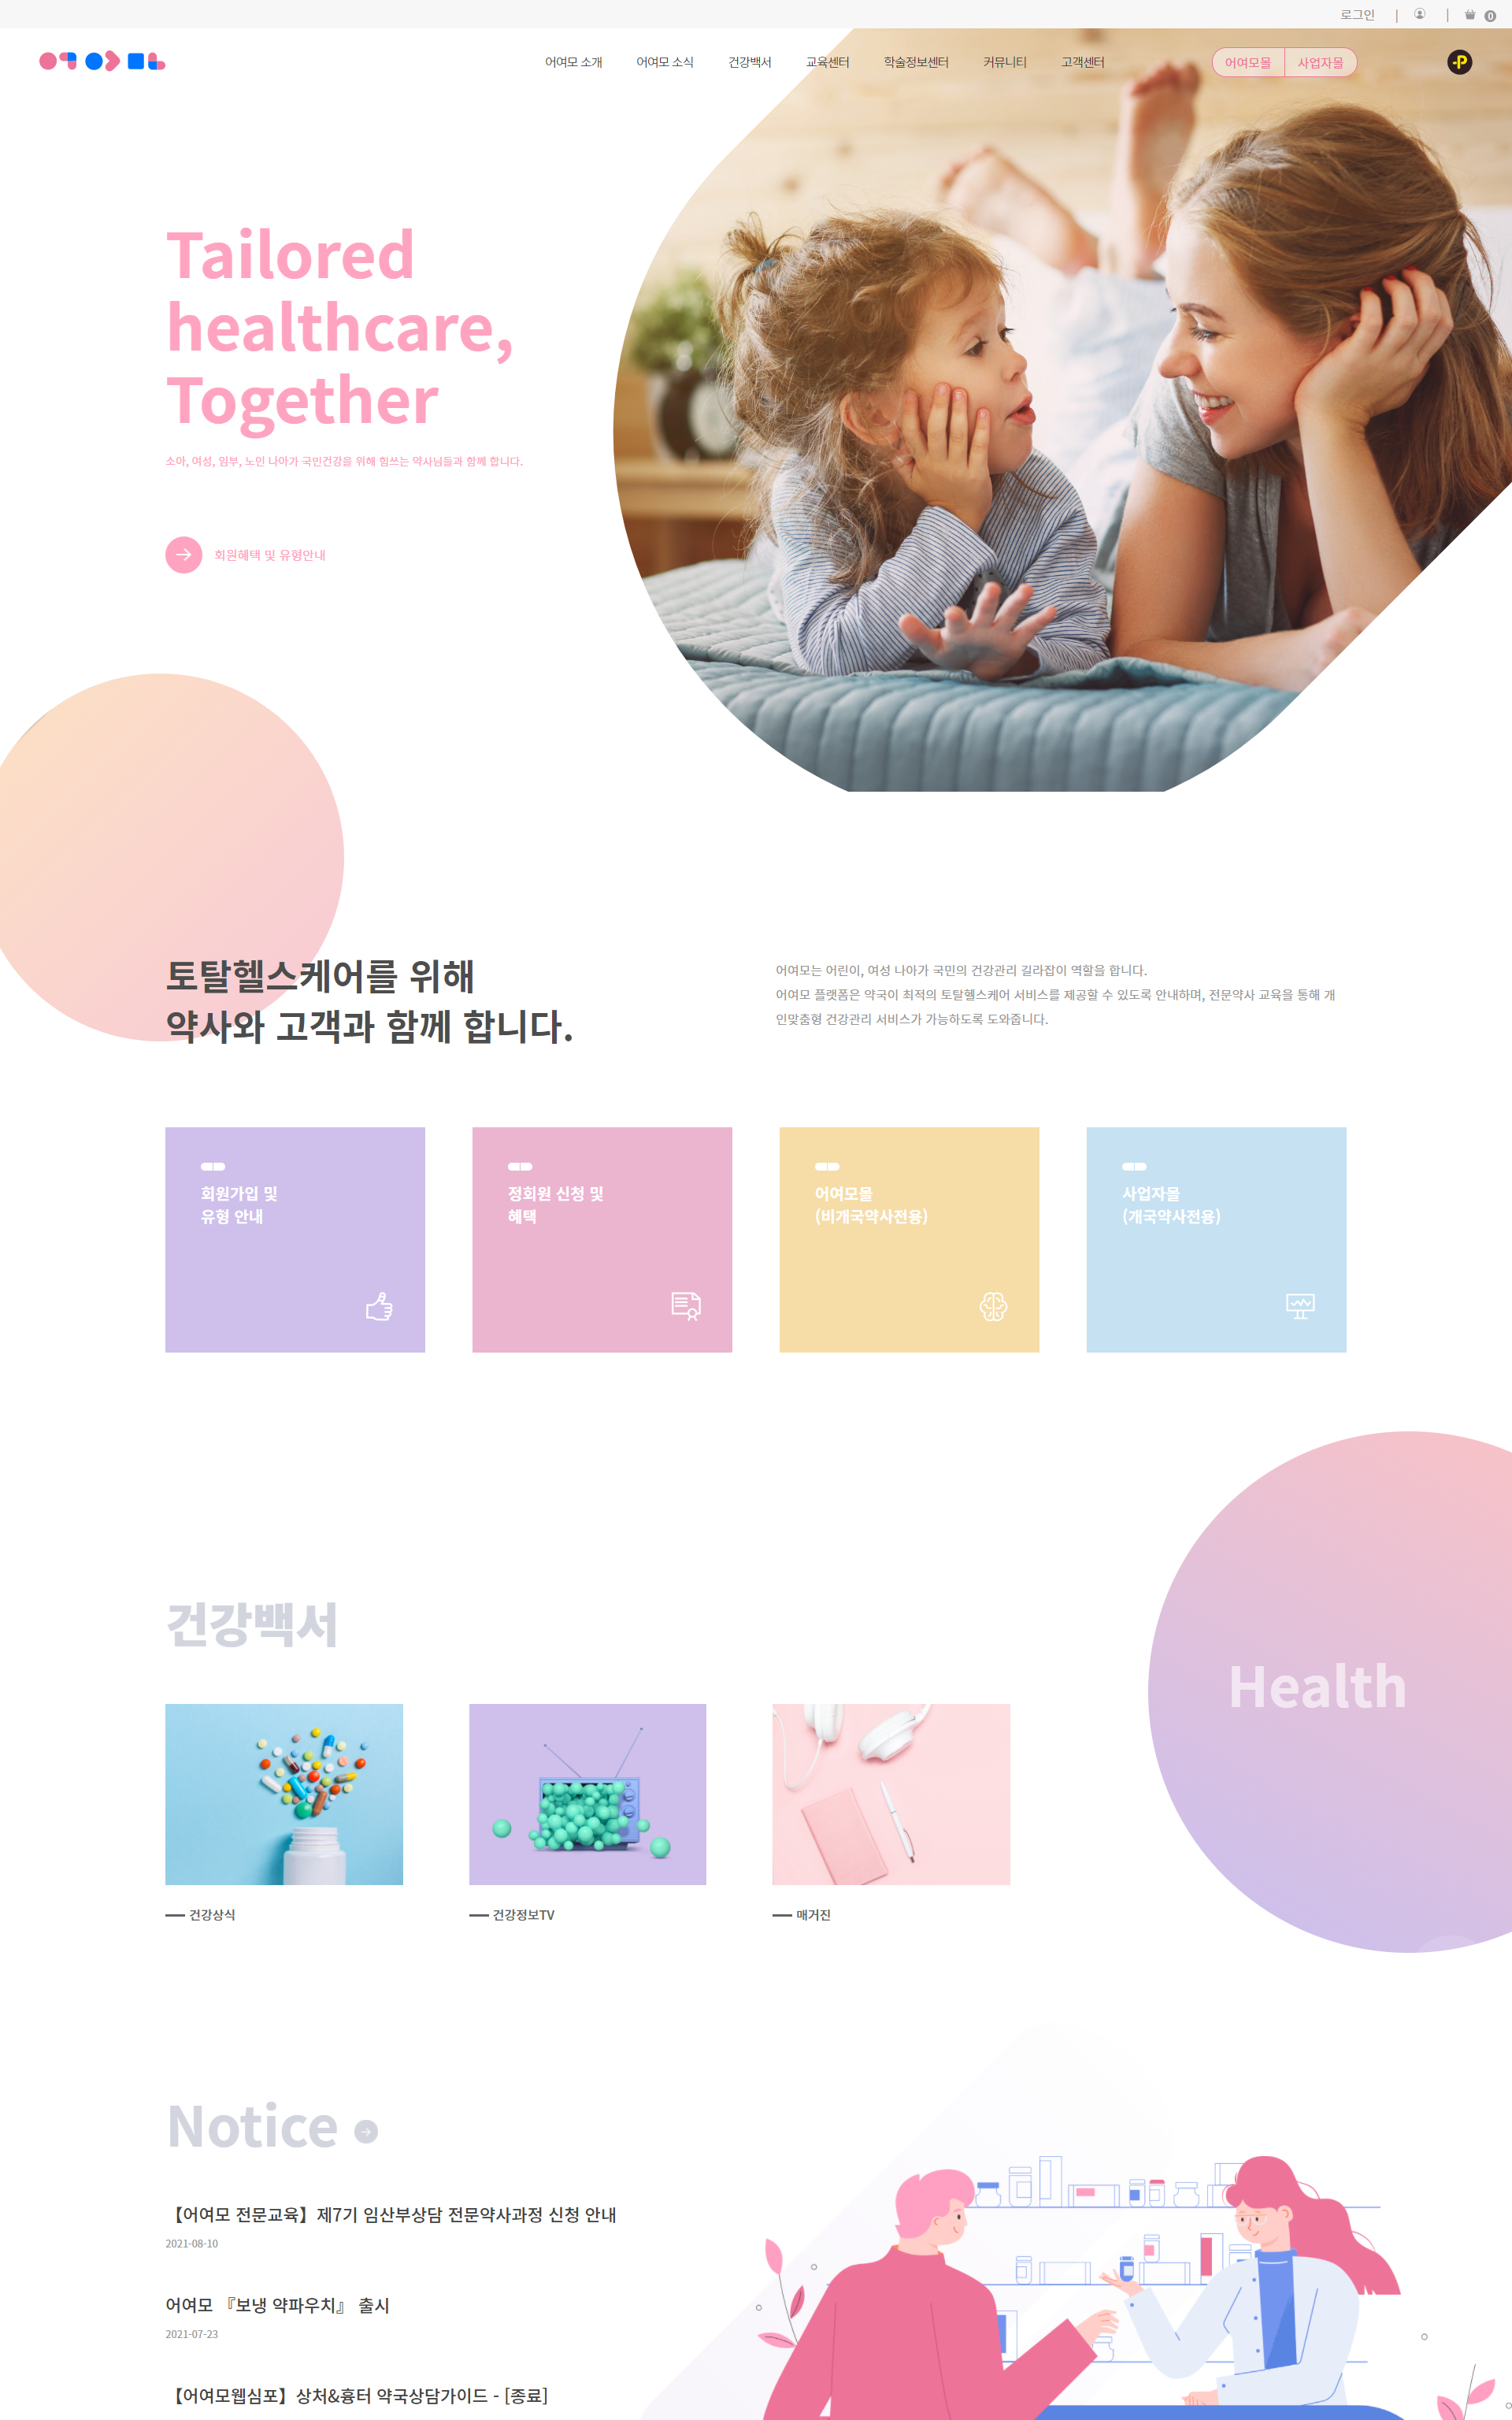 로그인
0
어여모
어여모 소개
어여모 소식
건강백서
교육센터
학술정보센터
커뮤니티
고객센터
어여모몰
사업자몰
P
Tailored
healthcare,
Together
소아, 여성, 임부, 노인 나아가 국민건강을 위해 힘쓰는 약사님들과 함께 합니다.
회원혜택 및 유형안내
토탈헬스케어를 위해
약사와 고객과 함께 합니다.
어여모는 어린이, 여성 나아가 국민의 건강관리 길라잡이 역할을 합니다.
어여모 플랫폼은 약국이 최적의 토탈헬스케어 서비스를 제공할 수 있도록 안내하며, 전문약사 교육을 통해 개
인맞춤형 건강관리 서비스가 가능하도록 도와줍니다.
회원가입 및
유형 안내
정회원 신청 및
혜택
어여모몰
(비개국약사전용)
사업자몰
(개국약사전용)
건강백서
Health
건강상식
건강정보TV
매거진
Notice
【어여모 전문교육】제7기 임산부상담 전문약사과정 신청 안내
2021-08-10
어여모 『보냉 약파우치』 출시
2021-07-23
【어여모웹심포】상처&흉터 약국상담가이드 - [종료]